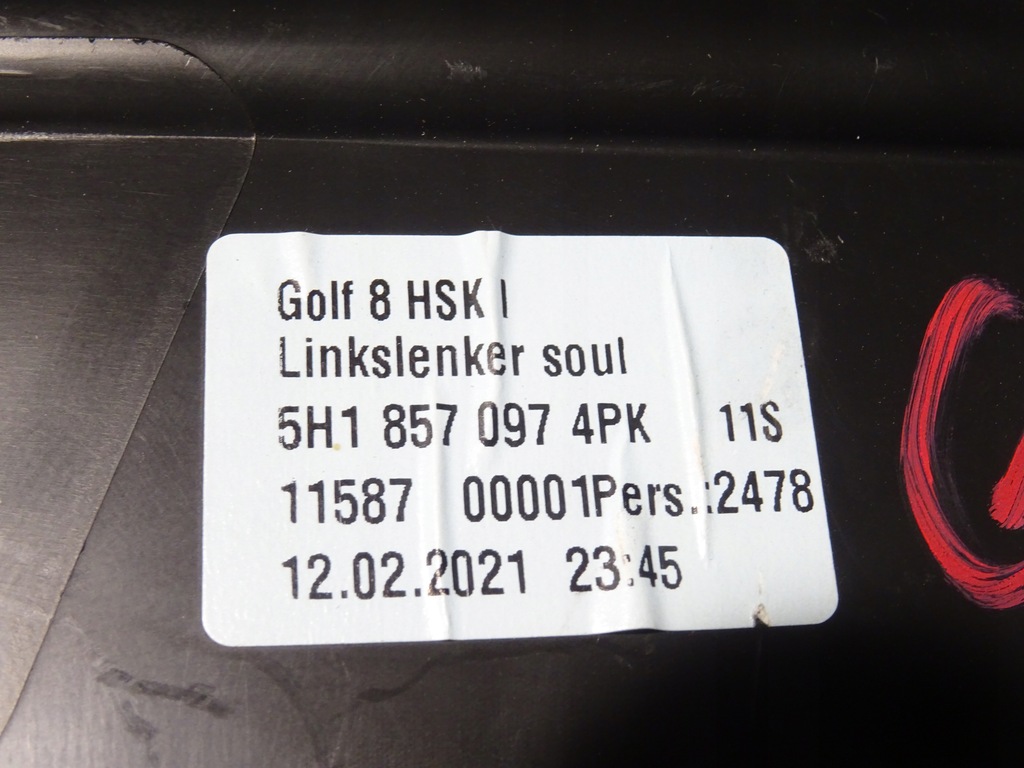 Golf 8 HSK I
Linkslenker soul
5H1 857 097 4PK 11S
11587 00001Pers.:2478
12.02.2021 23:45